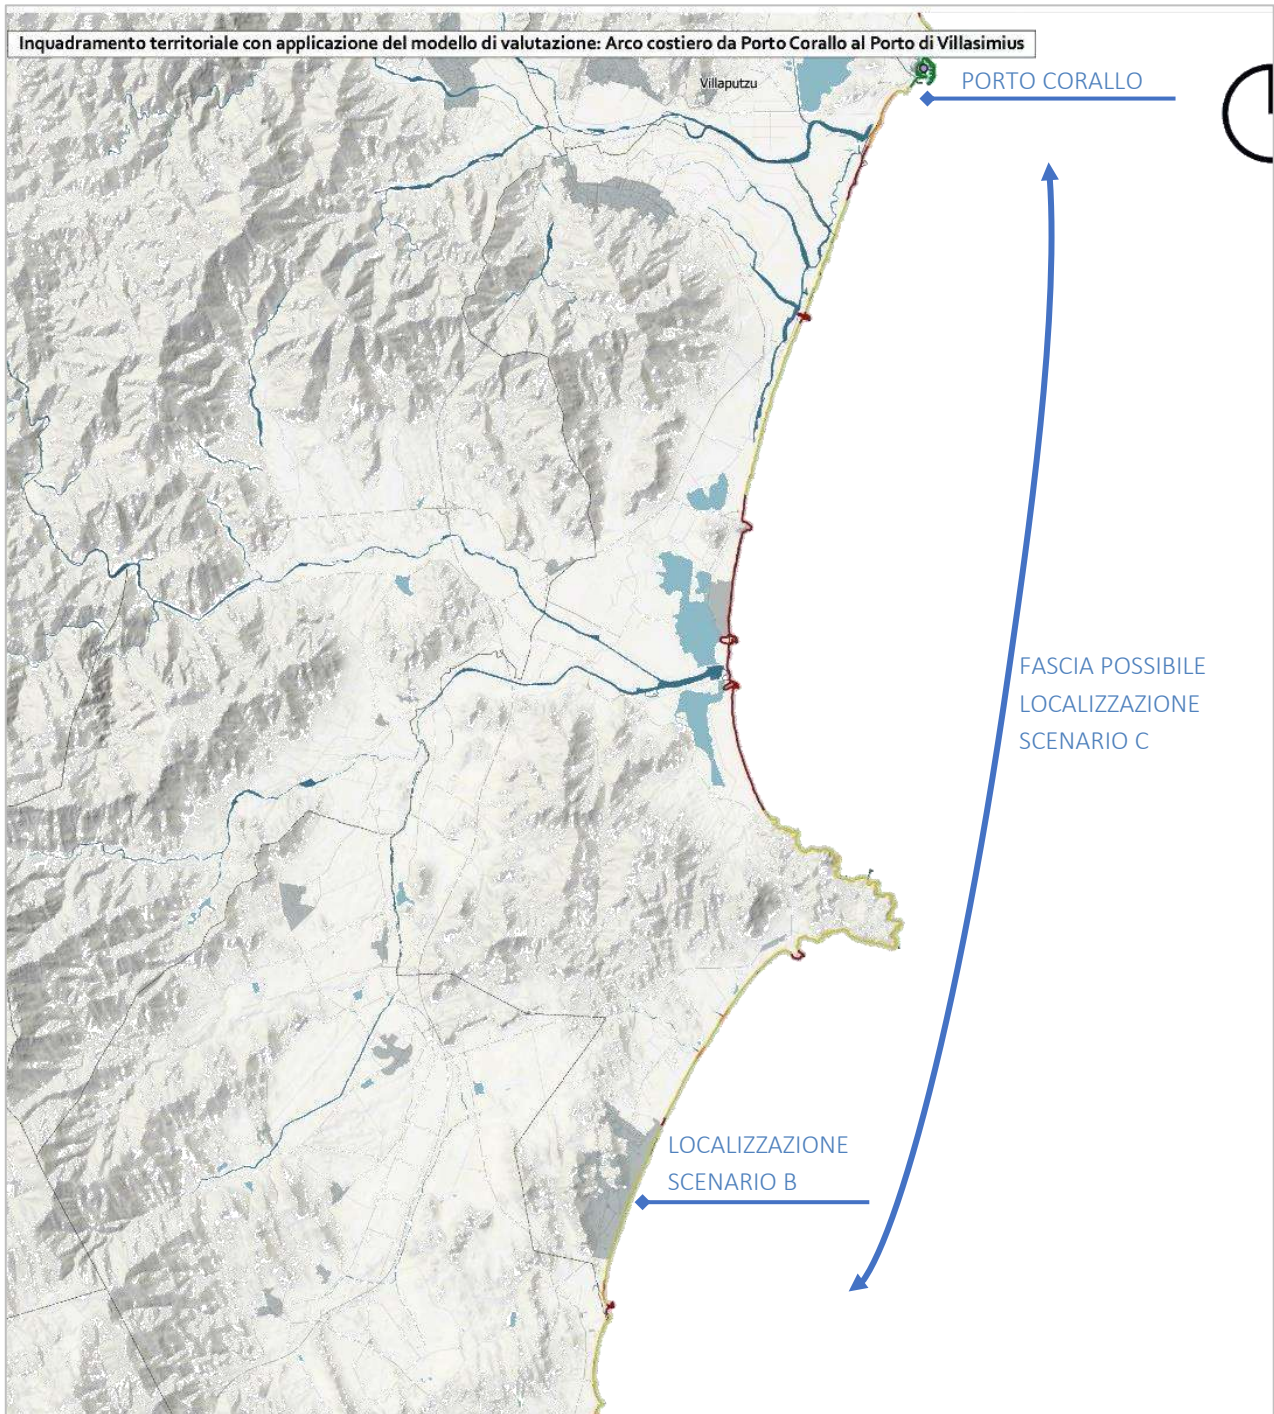 Inquadramento territoriale con applicazione del modello di valutazione: Arco costiero da Porto Corallo al Porto di Villasimius
Villaputzu
PORTO CORALLO
FASCIA POSSIBILE
LOCALIZZAZIONE
SCENARIO C
LOCALIZZAZIONE
SCENARIO B